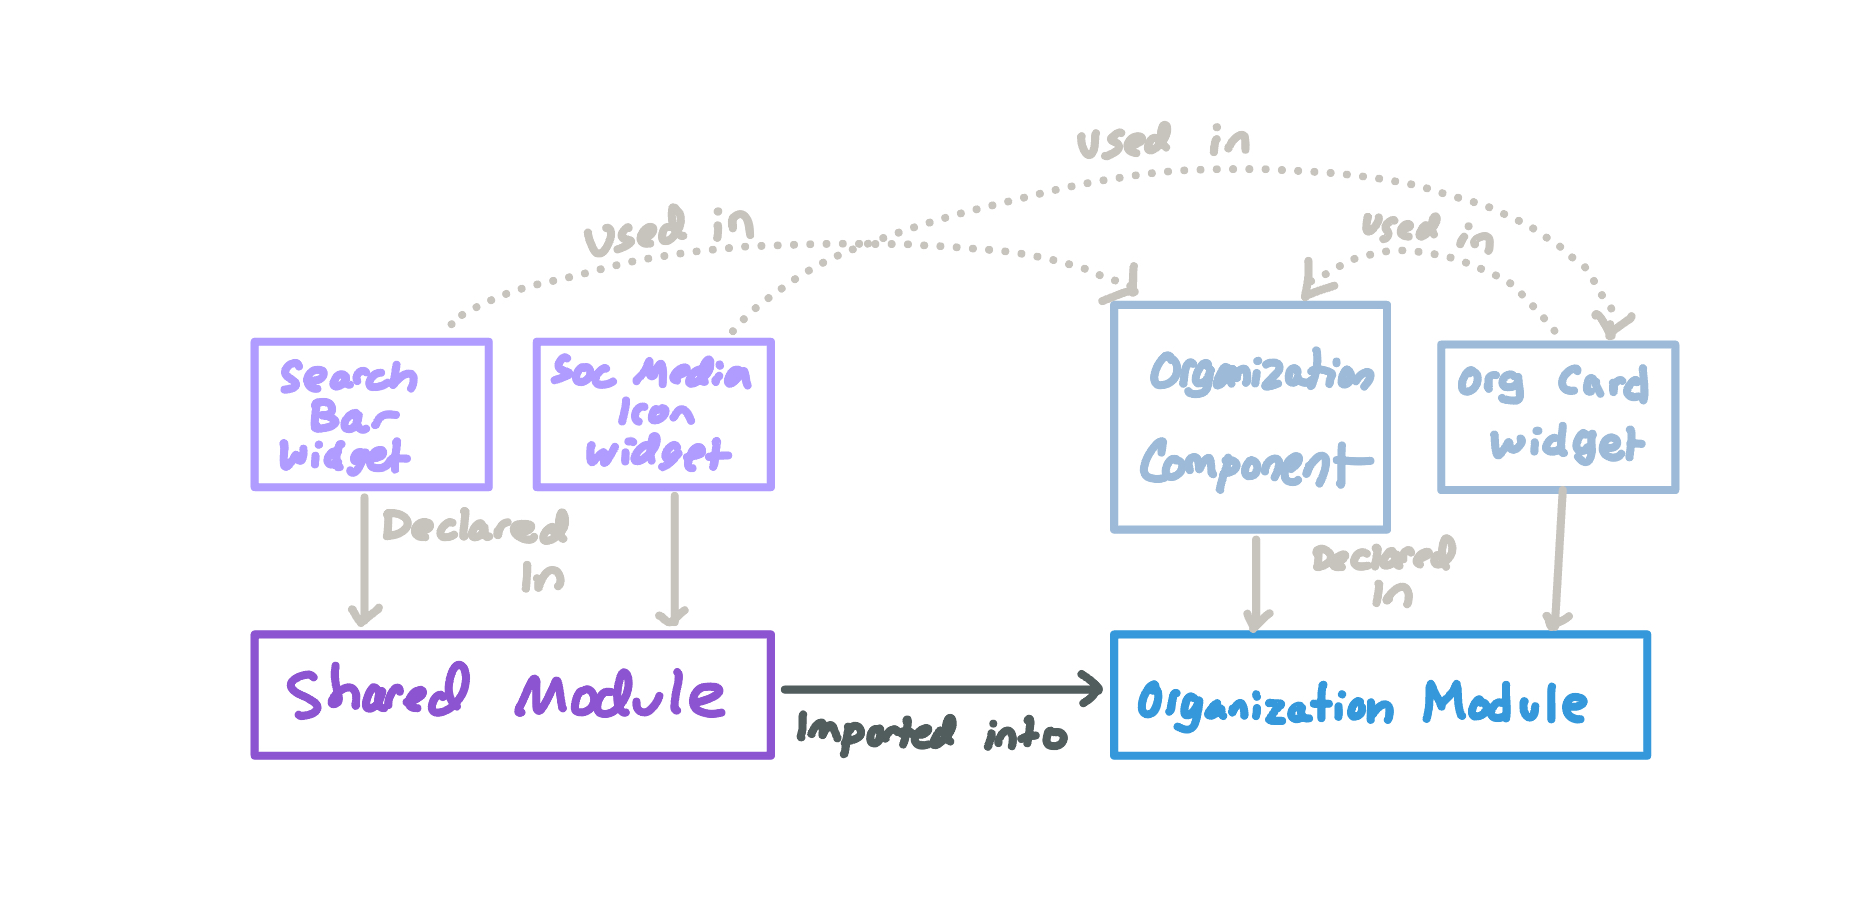 used in
used in
used in
Search
Bar
Widget
Soc Media
Icon
Widget
Organization
Component
Org Card
Widget
Declared
In
Declared
In
Shared Module
Imported into
Organization Module